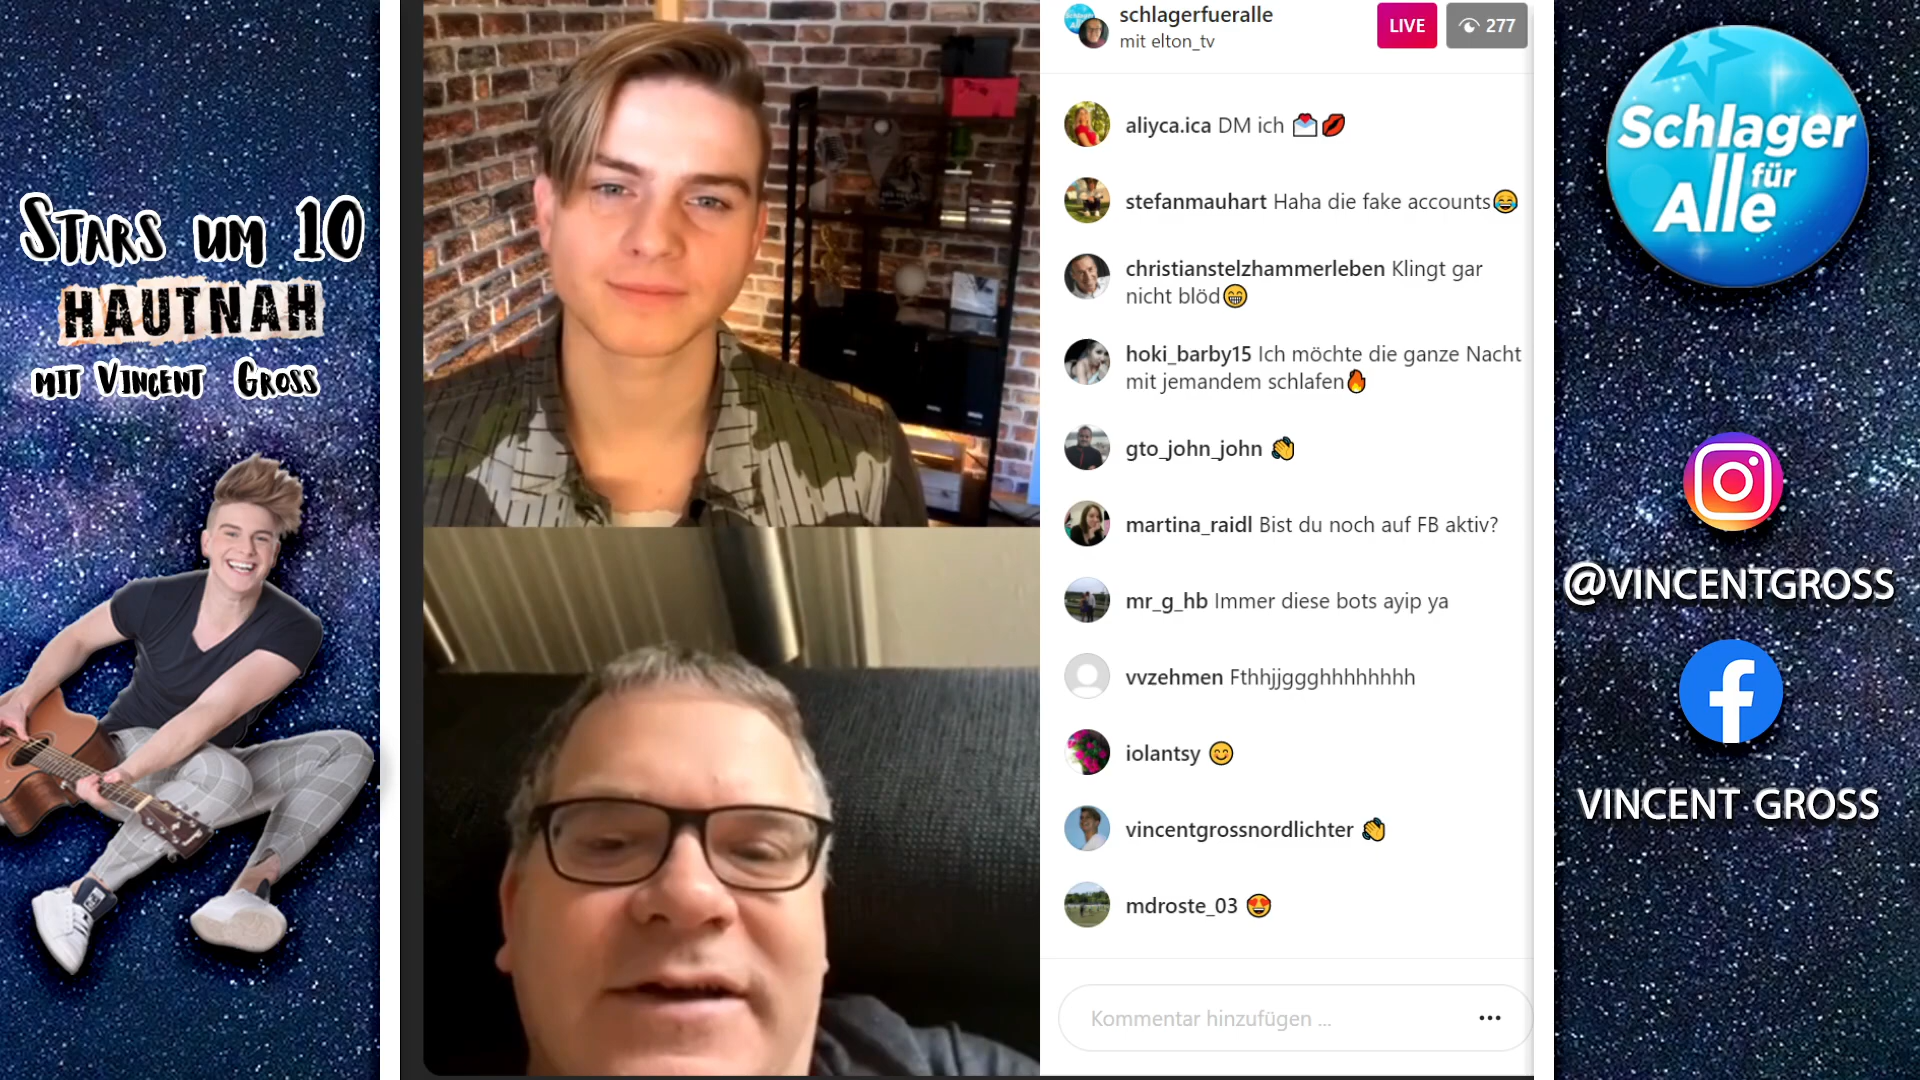 STARS UM 10
HAUTNAH
MIT VINCENT GROSS
schlagerfueralle
mit elton_tv
LIVE
277
aliyca.ica DM ich 💌💋
stefanmauhart Haha die fake accounts😂
christianstelzhammerleben Klingt gar
nicht blöd😁
hoki_barby15 Ich möchte die ganze Nacht
mit jemandem schlafen🔥
gto_john_john 👏
martina_raidl Bist du noch auf FB aktiv?
mr_g_hb Immer diese bots ayip ya
vvzehmen Fthhjjggghhhhhhhh
iolantsy 😊
vincentgrossnordlichter 👏
mdroste_03 😍
Kommentar hinzufügen ...
Schlager
für
Alle
@VINCENTGROSS
VINCENT GROSS